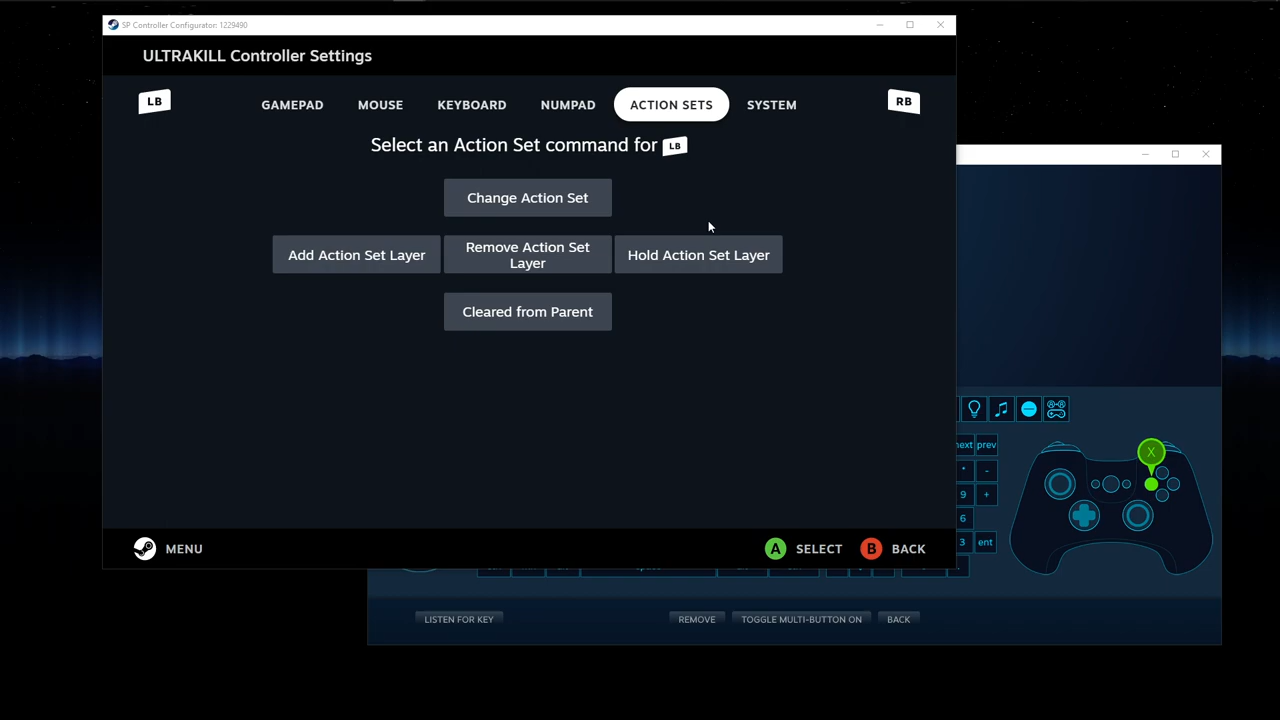 SP Controller Configurator: 1229490
ULTRAKILL Controller Settings
LB
GAMEPAD
MOUSE
KEYBOARD
NUMPAD
ACTION SETS
SYSTEM
RB
Select an Action Set command for LB
Change Action Set
Add Action Set Layer
Remove Action Set
Layer
Hold Action Set Layer
Cleared from Parent
MENU
A SELECT
B BACK
next prev
* -
9 +
6
3 ent
X
LISTEN FOR KEY
REMOVE
TOGGLE MULTI-BUTTON ON
BACK